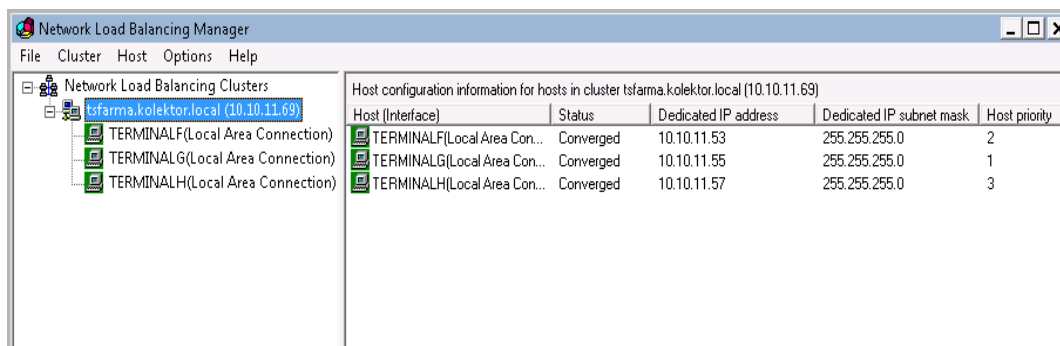 Network Load Balancing Manager
File Cluster Host Options Help
Network Load Balancing Clusters
tsfarma.kolektor.local (10.10.11.69)
TERMINALF(Local Area Connection)
TERMINALG(Local Area Connection)
TERMINALH(Local Area Connection)
Host configuration information for hosts in cluster tsfarma.kolektor.local (10.10.11.69)
Host (Interface) Status Dedicated IP address Dedicated IP subnet mask Host priority
TERMINALF(Local Area Con... Converged 10.10.11.53 255.255.255.0 2
TERMINALG(Local Area Con... Converged 10.10.11.55 255.255.255.0 1
TERMINALH(Local Area Con... Converged 10.10.11.57 255.255.255.0 3